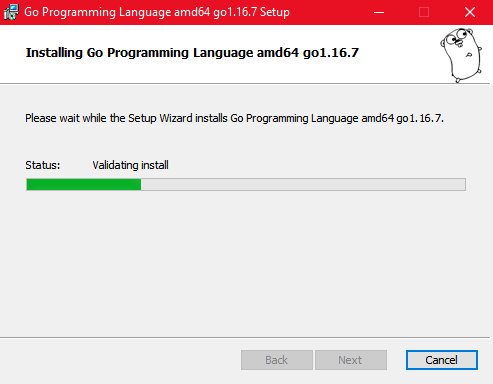 Go Programming Language amd64 go1.16.7 Setup
Installing Go Programming Language amd64 go1.16.7
Please wait while the Setup Wizard installs Go Programming Language amd64 go1.16.7.
Status: Validating install
Back Next Cancel